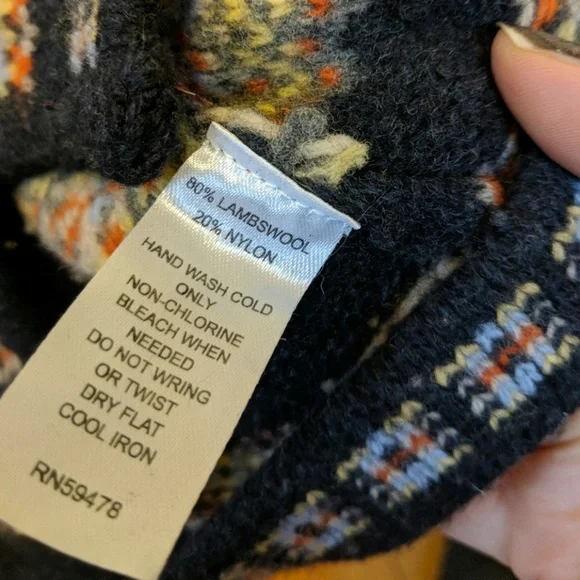 80% LAMBSWOOL
20% NYLON
HAND WASH COLD
ONLY
NON-CHLORINE
BLEACH WHEN
NEEDED
DO NOT WRING
OR TWIST
DRY FLAT
COOL IRON
RN59478